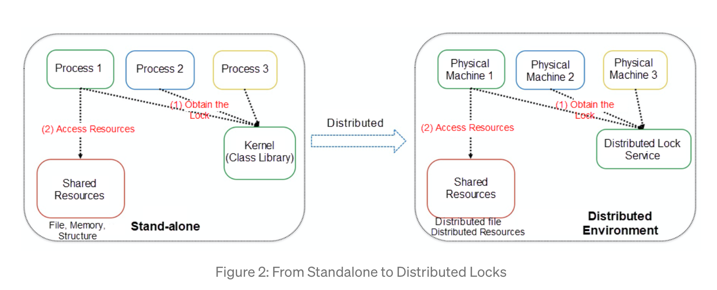 Process 1
Process 2
Process 3
(1) Obtain the
Lock
(2) Access Resources
Kernel
(Class Library)
Shared
Resources
File, Memory.
Structure
Stand-alone
Distributed
Physical
Machine 1
Physical
Machine 2
Physical
Machine 3
(1) Obtain the
Lock
(2) Access Resources
Distributed Lock
Service
Shared
Resources
Distributed file
Distributed Resources
Distributed
Environment
Figure 2: From Standalone to Distributed Locks